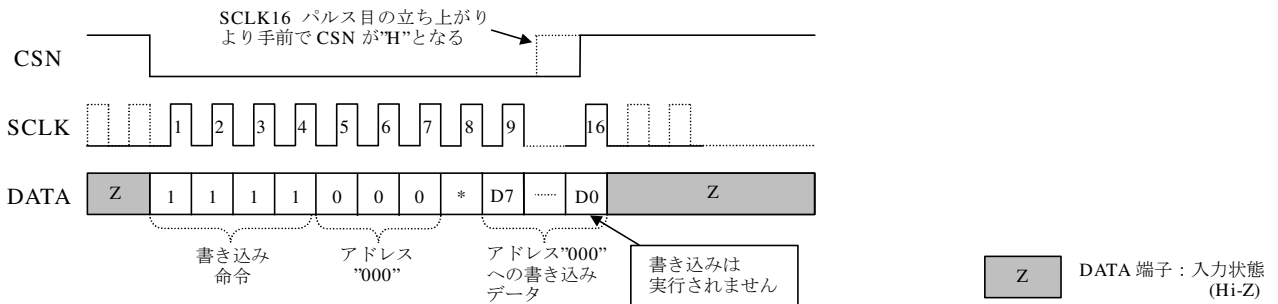 SCLK16 パルス目の立ち上がり
より手前で CSN が"H"となる
CSN
SCLK
1 2 3 4 5 6 7 8 9 16
DATA
Z 1 1 1 1 0 0 0 * D7 ...... D0 Z
書き込み
命令
アドレス
"000"
アドレス"000"
への書き込み
データ
書き込みは
実行されません
Z
DATA 端子：入力状態
(Hi-Z)